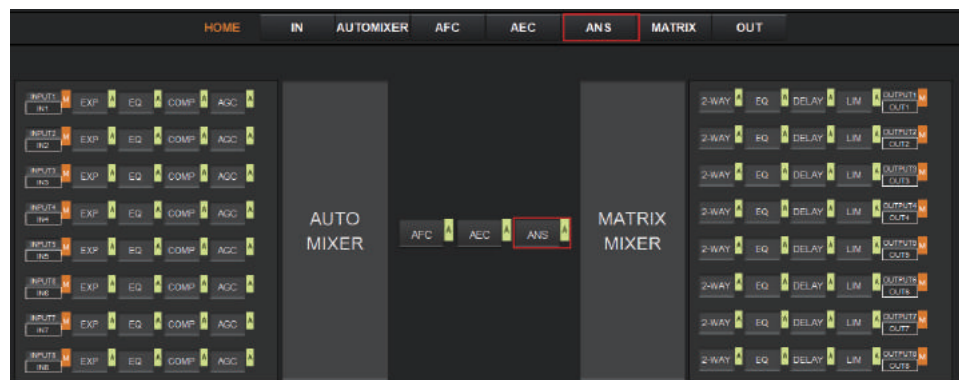 HOME IN AUTOMIXER AFC AEC ANS MATRIX OUT
INPUT1 M EXP A EQ A COMP A AGC A
IN1
INPUT2 M EXP A EQ A COMP A AGC A
IN2
INPUT3 M EXP A EQ A COMP A AGC A
IN3
INPUT4 M EXP A EQ A COMP A AGC A
IN4
INPUT5 M EXP A EQ A COMP A AGC A
IN5
INPUT6 M EXP A EQ A COMP A AGC A
IN6
INPUT7 M EXP A EQ A COMP A AGC A
IN7
INPUT8 M EXP A EQ A COMP A AGC A
IN8
AUTO
MIXER
AFC A AEC A ANS A
MATRIX
MIXER
2-WAY A EQ A DELAY A LIM A OUTPUT1 M
OUT1
2-WAY A EQ A DELAY A LIM A OUTPUT2 M
OUT2
2-WAY A EQ A DELAY A LIM A OUTPUT3 M
OUT3
2-WAY A EQ A DELAY A LIM A OUTPUT4 M
OUT4
2-WAY A EQ A DELAY A LIM A OUTPUT5 M
OUT5
2-WAY A EQ A DELAY A LIM A OUTPUT6 M
OUT6
2-WAY A EQ A DELAY A LIM A OUTPUT7 M
OUT7
2-WAY A EQ A DELAY A LIM A OUTPUT8 M
OUT8